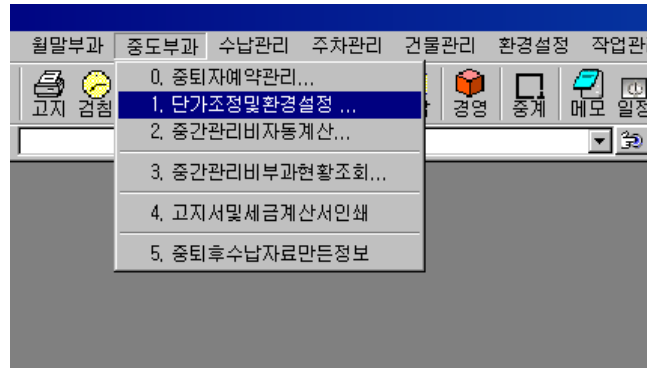 월말부과 중도부과 수납관리 주차관리 건물관리 환경설정 작업관
고지 검침 경영 중계 메모 일정
0. 중퇴자예약관리...
1. 단가조정및환경설정 ...
2. 중간관리비자동계산...
3. 중간관리비부과현황조회...
4. 고지서및세금계산서인쇄
5. 중퇴후수납자료만든정보